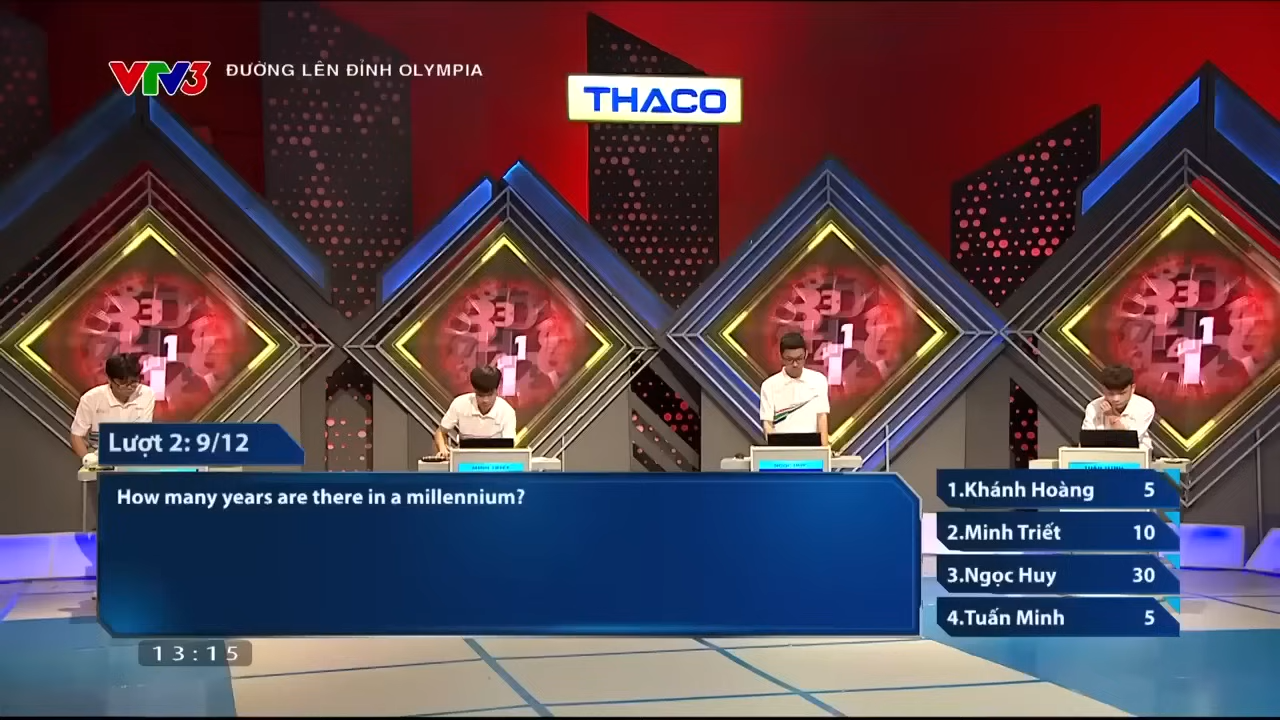 VTV3 ĐƯỜNG LÊN ĐỈNH OLYMPIA
THACO
Lượt 2: 9/12
How many years are there in a millennium?
1.Khánh Hoàng 5
2.Minh Triết 10
3.Ngọc Huy 30
4.Tuấn Minh 5
13:15